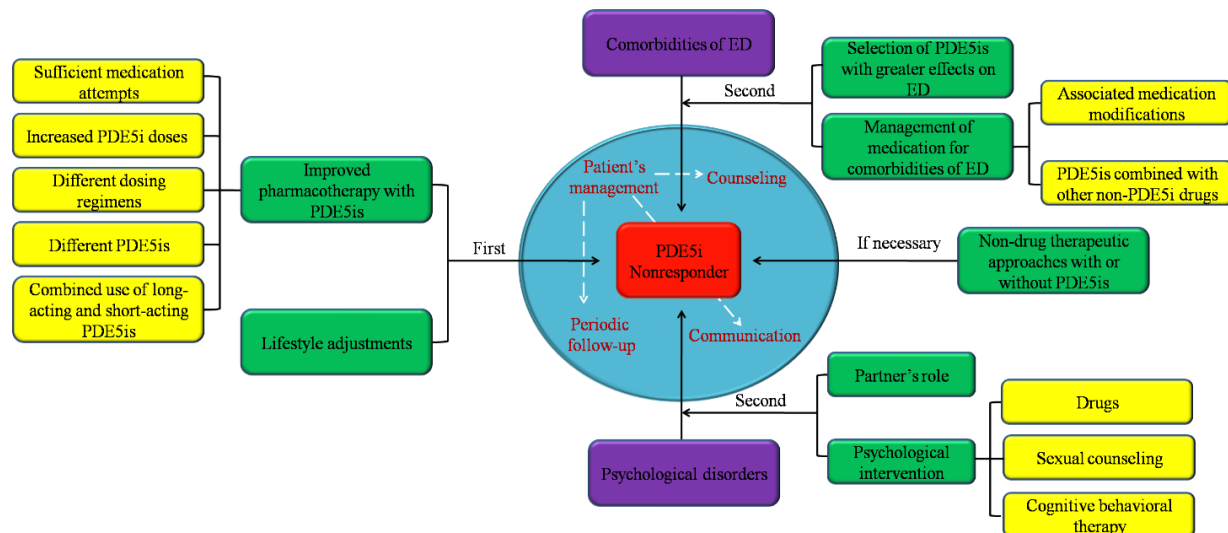 Comorbidities of ED
Selection of PDE5is
with greater effects on
ED
Second
Management of
medication for
comorbidities of ED
Associated medication
modifications
PDE5is combined with
other non-PDE5i drugs
Sufficient medication
attempts
Increased PDE5i doses
Different dosing
regimens
Different PDE5is
Combined use of long-
acting and short-acting
PDE5is
Improved
pharmacotherapy with
PDE5is
Lifestyle adjustments
First
Patient's
management
Counseling
PDE5i
Nonresponder
Periodic
follow-up
Communication
If necessary
Non-drug therapeutic
approaches with or
without PDE5is
Partner's role
Second
Psychological
intervention
Psychological disorders
Drugs
Sexual counseling
Cognitive behavioral
therapy